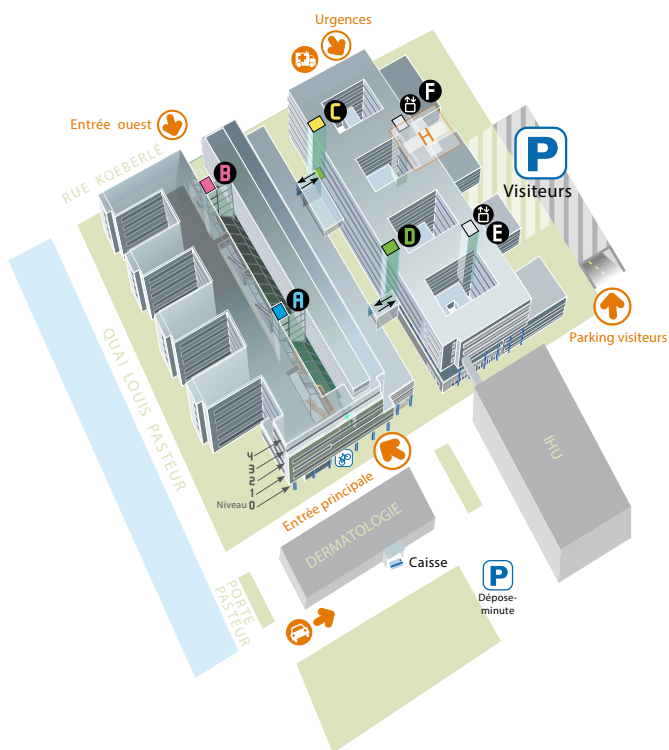 Urgences
F
C
Entrée ouest
H
P
Visiteurs
B
RUE KOEBERLÉ
D
E
A
Parking visiteurs
QUAI LOUIS PASTEUR
IHU
4
3
2
1
Niveau 0
Entrée principale
DERMATOLOGIE
Caisse
P
Dépose-
minute
PORTE
PASTEUR